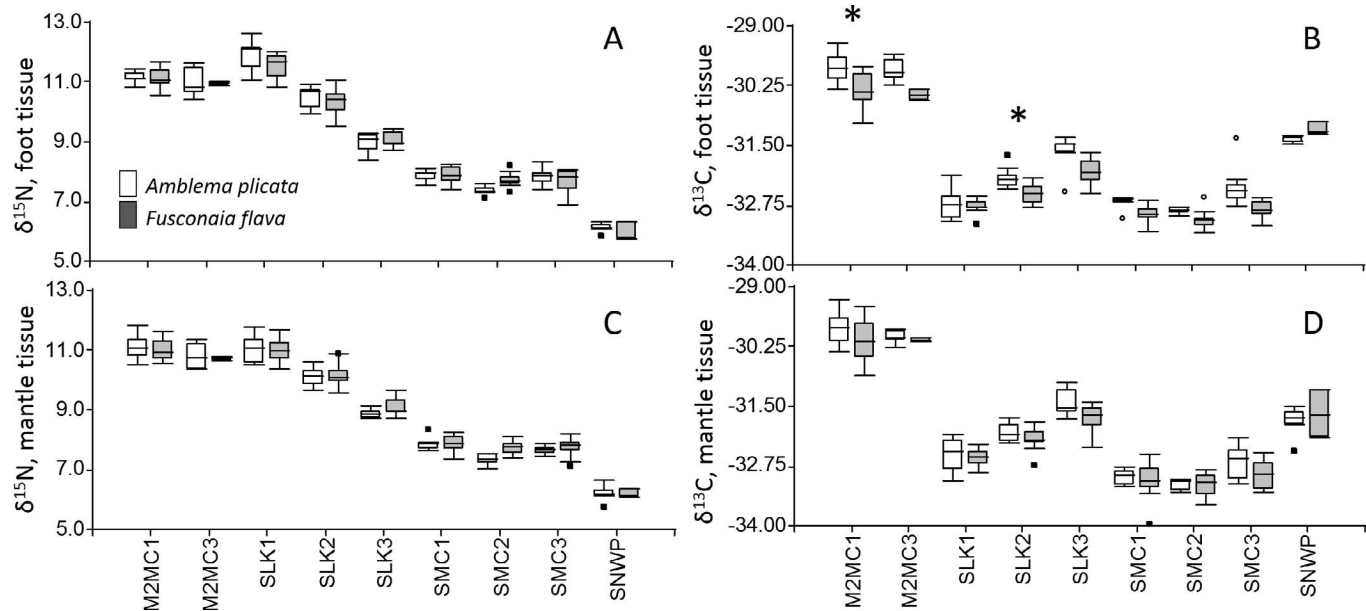 13.0
11.0
9.0
7.0
5.0
δ15N, foot tissue
A
Amblema plicata
Fusconaia flava
-29.00
-30.25
-31.50
-32.75
-34.00
δ13C, foot tissue
B
*
*
13.0
11.0
9.0
7.0
5.0
δ15N, mantle tissue
C
M2MC1
M2MC3
SLK1
SLK2
SLK3
SMC1
SMC2
SMC3
SNWP
-29.00
-30.25
-31.50
-32.75
-34.00
δ13C, mantle tissue
D
M2MC1
M2MC3
SLK1
SLK2
SLK3
SMC1
SMC2
SMC3
SNWP